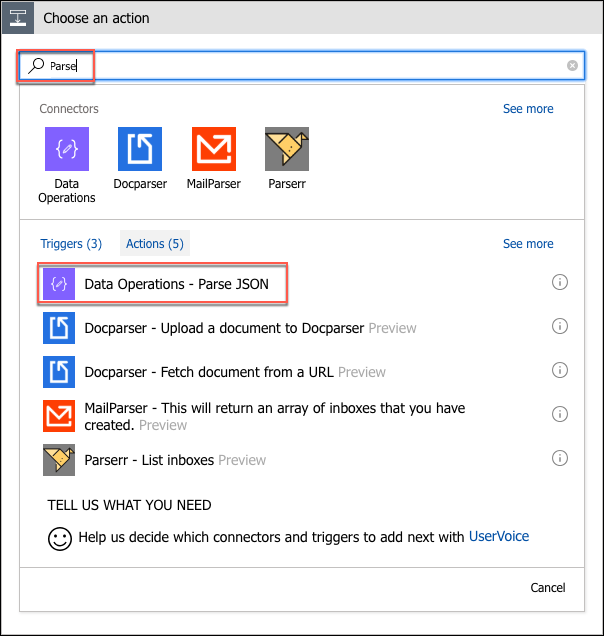 Choose an action
Parse
Connectors
See more
Data
Operations
Docparser
MailParser
Parserr
Triggers (3)
Actions (5)
See more
Data Operations - Parse JSON
Docparser - Upload a document to Docparser Preview
Docparser - Fetch document from a URL Preview
MailParser - This will return an array of inboxes that you have
created. Preview
Parserr - List inboxes Preview
TELL US WHAT YOU NEED
Help us decide which connectors and triggers to add next with UserVoice
Cancel